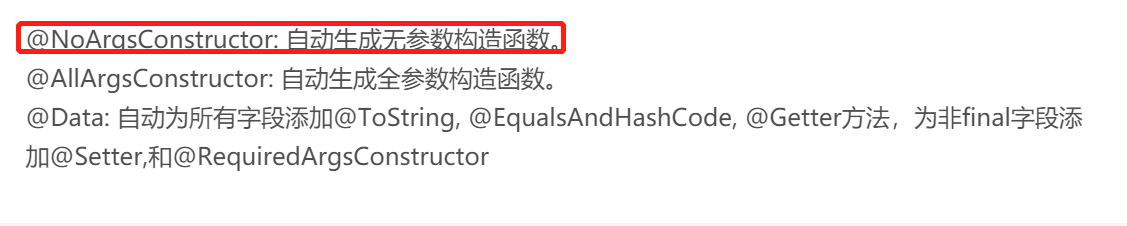 @NoArgsConstructor: 自动生成无参数构造函数。
@AllArgsConstructor: 自动生成全参数构造函数。
@Data: 自动为所有字段添加@ToString, @EqualsAndHashCode, @Getter方法，为非final字段添
加@Setter,和@RequiredArgsConstructor